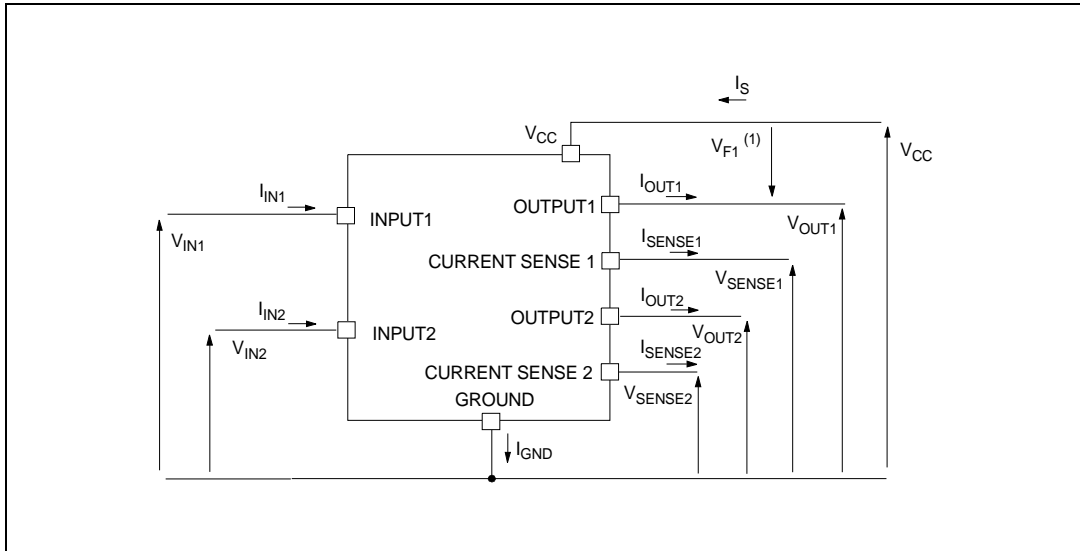 I_S
V_CC
V_F1 (1)
V_CC
I_IN1
OUTPUT1
I_OUT1
INPUT1
V_IN1
V_OUT1
I_SENSE1
CURRENT SENSE 1
V_SENSE1
I_OUT2
I_IN2
OUTPUT2
INPUT2
V_OUT2
V_IN2
I_SENSE2
CURRENT SENSE 2
V_SENSE2
GROUND
I_GND